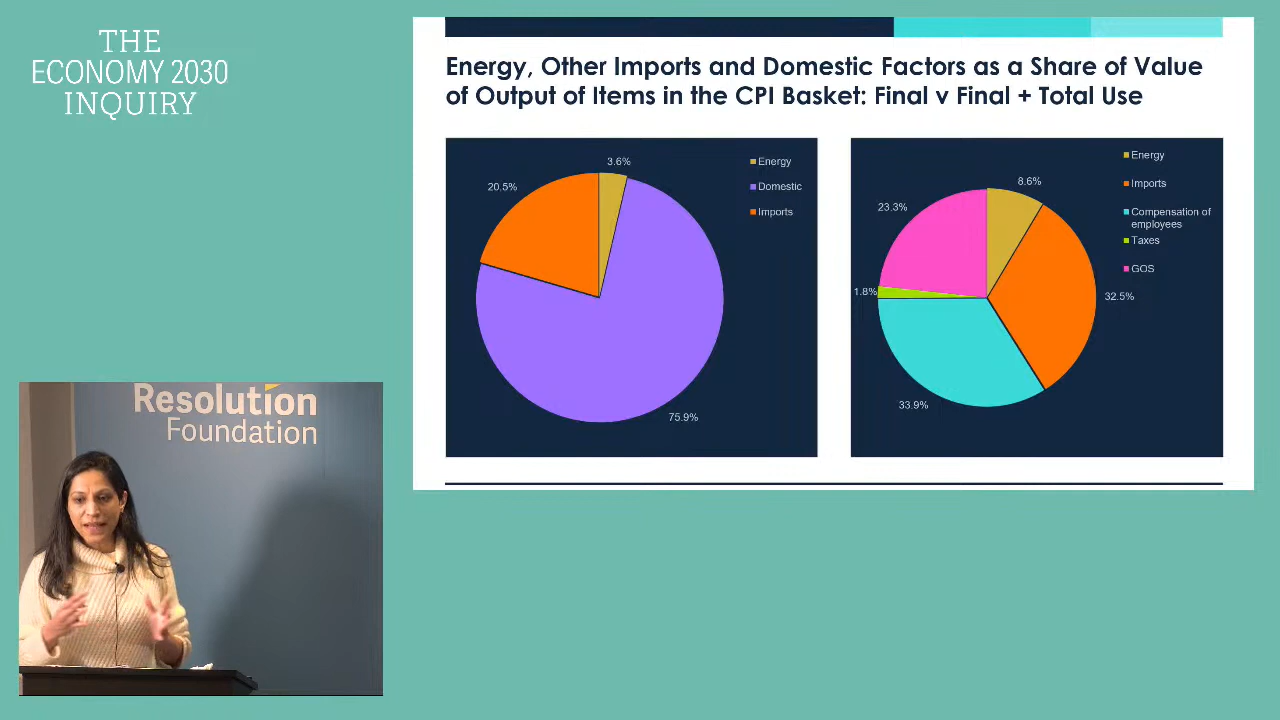 THE
ECONOMY 2030
INQUIRY
Energy, Other Imports and Domestic Factors as a Share of Value
of Output of Items in the CPI Basket: Final v Final + Total Use
3.6%
20.5%
75.9%
Energy
Domestic
Imports
8.6%
23.3%
1.8%
32.5%
33.9%
Energy
Imports
Compensation of
employees
Taxes
GOS
Resolution
Foundation